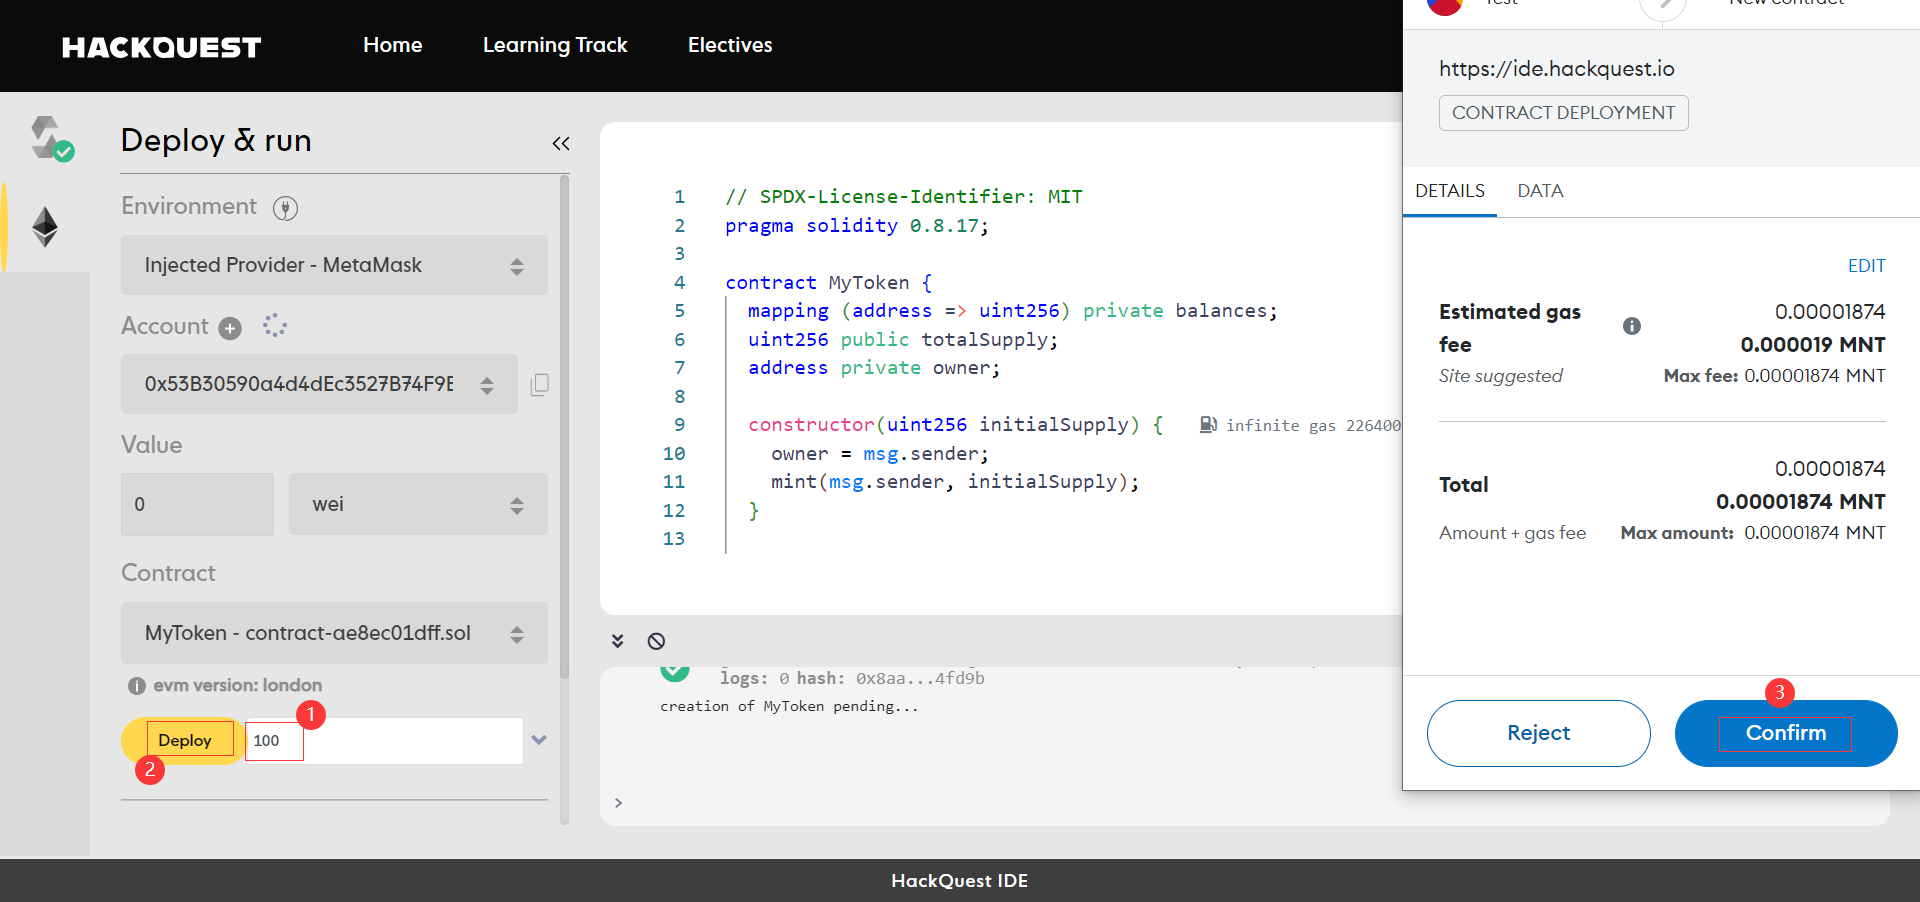 HACKQUEST
Home
Learning Track
Electives
Deploy & run
Environment
Injected Provider - MetaMask
Account
0x53B30590a4d4dEc3527B74F9E
Value
0
wei
Contract
MyToken - contract-ae8ec01dff.sol
evm version: london
Deploy
100
1
2
1 // SPDX-License-Identifier: MIT
2 pragma solidity 0.8.17;
3
4 contract MyToken {
5 mapping (address => uint256) private balances;
6 uint256 public totalSupply;
7 address private owner;
8
9 constructor(uint256 initialSupply) { infinite gas 226400
10 owner = msg.sender;
11 mint(msg.sender, initialSupply);
12 }
13
logs: 0 hash: 0x8aa...4fd9b
creation of MyToken pending...
>
Test
New contract
https://ide.hackquest.io
CONTRACT DEPLOYMENT
DETAILS
DATA
EDIT
Estimated gas fee
0.00001874
0.000019 MNT
Site suggested
Max fee: 0.00001874 MNT
Total
0.00001874
0.00001874 MNT
Amount + gas fee
Max amount: 0.00001874 MNT
3
Reject
Confirm
HackQuest IDE